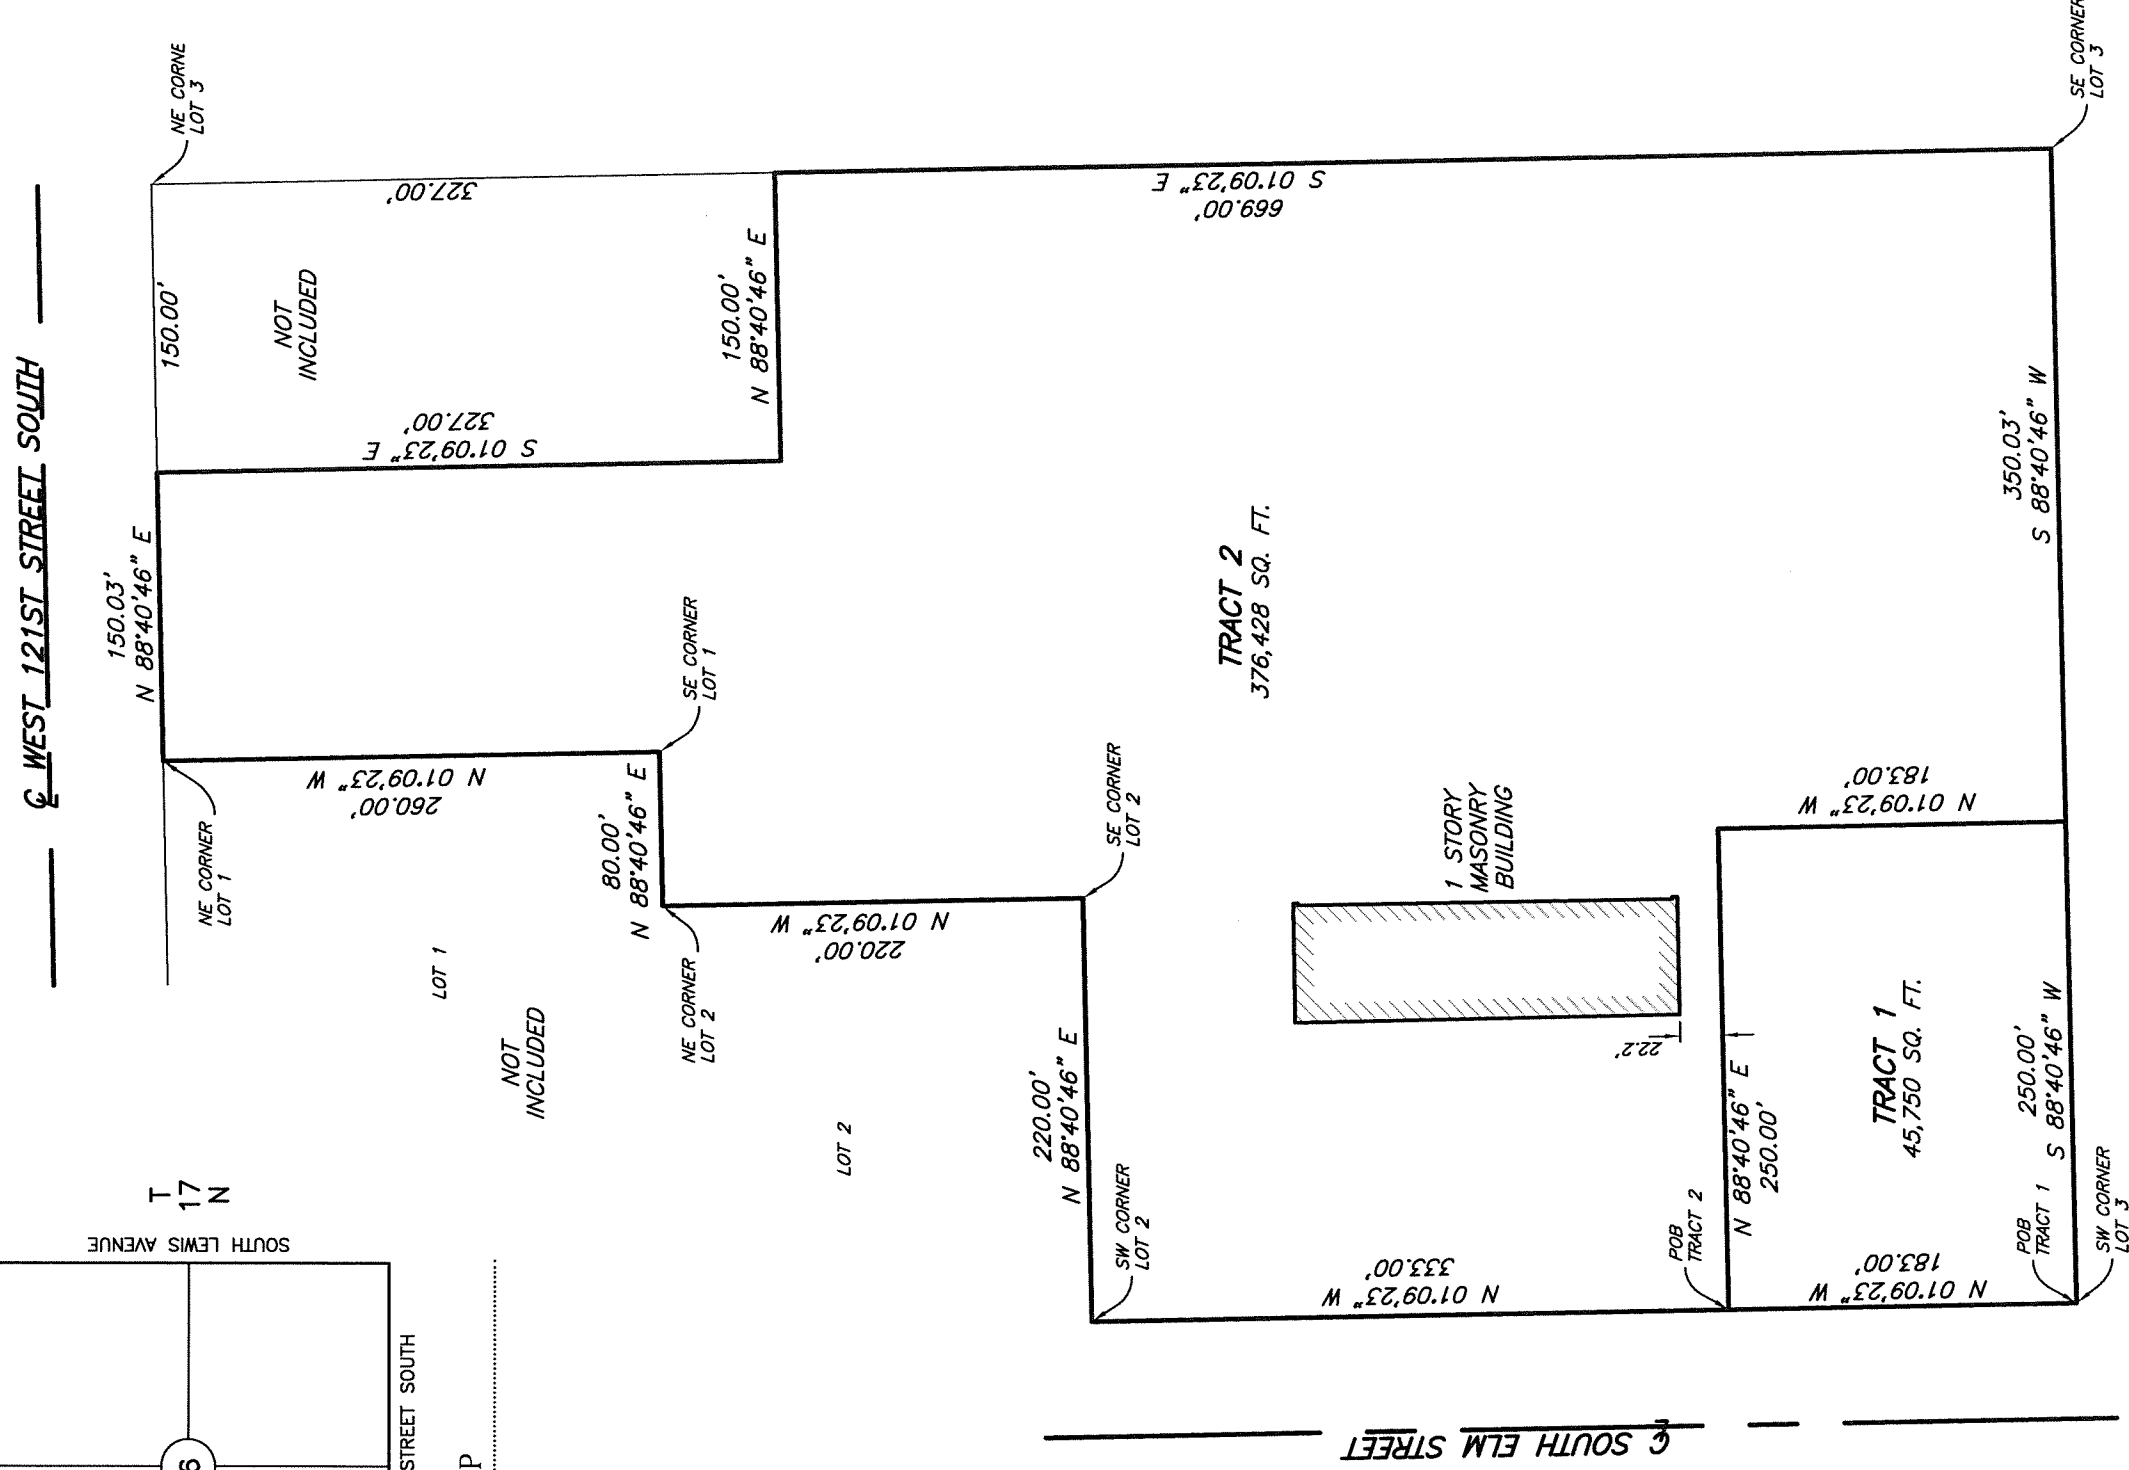 ℄ WEST 121ST STREET SOUTH
NE CORNE
LOT 3
150.00'
327.00'
NOT
INCLUDED
S 01°09'23" E
327.00'
150.00'
N 88°40'46" E
150.03'
N 88°40'46" E
NE CORNER
LOT 1
N 01°09'23" W
260.00'
SE CORNER
LOT 1
80.00'
N 88°40'46" E
LOT 1
NOT
INCLUDED
NE CORNER
LOT 2
N 01°09'23" W
220.00'
SE CORNER
LOT 2
LOT 2
220.00'
N 88°40'46" E
SW CORNER
LOT 2
S 01°09'23" E
669.00'
TRACT 2
376,428 SQ. FT.
1 STORY
MASONRY
BUILDING
22.2'
N 01°09'23" W
333.00'
POB
TRACT 2
N 88°40'46" E
250.00'
N 01°09'23" W
183.00'
TRACT 1
45,750 SQ. FT.
N 01°09'23" W
183.00'
POB
TRACT 1
250.00'
S 88°40'46" W
350.03'
S 88°40'46" W
SW CORNER
LOT 3
SE CORNER
LOT 3
℄ SOUTH ELM STREET
T
17
N
SOUTH LEWIS AVENUE
STREET SOUTH
P